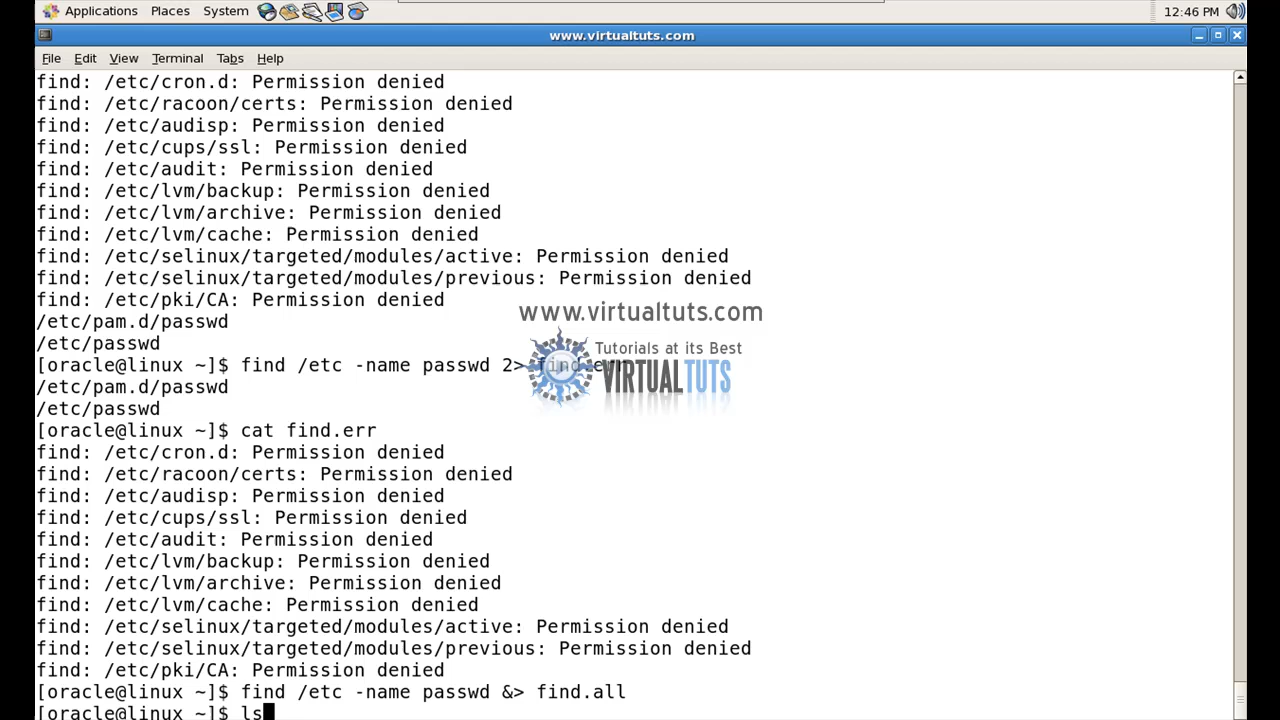 Applications Places System 12:46 PM
www.virtualtuts.com
File Edit View Terminal Tabs Help
find: /etc/cron.d: Permission denied
find: /etc/racoon/certs: Permission denied
find: /etc/audisp: Permission denied
find: /etc/cups/ssl: Permission denied
find: /etc/audit: Permission denied
find: /etc/lvm/backup: Permission denied
find: /etc/lvm/archive: Permission denied
find: /etc/lvm/cache: Permission denied
find: /etc/selinux/targeted/modules/active: Permission denied
find: /etc/selinux/targeted/modules/previous: Permission denied
find: /etc/pki/CA: Permission denied
www.virtualtuts.com
/etc/pam.d/passwd
/etc/passwd
Tutorials at its Best
VIRTUALTUTS
[oracle@linux ~]$ find /etc -name passwd 2> find.err
/etc/pam.d/passwd
/etc/passwd
[oracle@linux ~]$ cat find.err
find: /etc/cron.d: Permission denied
find: /etc/racoon/certs: Permission denied
find: /etc/audisp: Permission denied
find: /etc/cups/ssl: Permission denied
find: /etc/audit: Permission denied
find: /etc/lvm/backup: Permission denied
find: /etc/lvm/archive: Permission denied
find: /etc/lvm/cache: Permission denied
find: /etc/selinux/targeted/modules/active: Permission denied
find: /etc/selinux/targeted/modules/previous: Permission denied
find: /etc/pki/CA: Permission denied
[oracle@linux ~]$ find /etc -name passwd &> find.all
[oracle@linux ~]$ ls